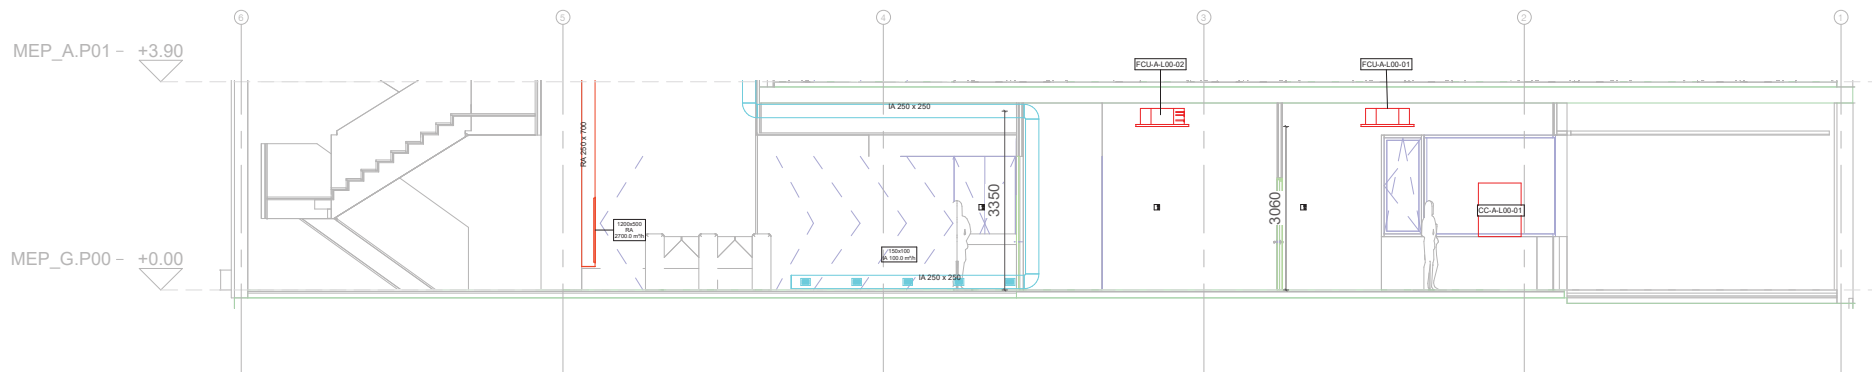 6 5 4 3 2 1
MEP_A.P01 - +3.90
FCU-A-L00-02 FCU-A-L00-01
IA 250 x 250
RA 250 x 700
3350
3060
CC-A-L00-01
1200x500
RA
2700.0 m³/h
150x100
IA 100.0 m³/h
MEP_G.P00 - +0.00
IA 250 x 250